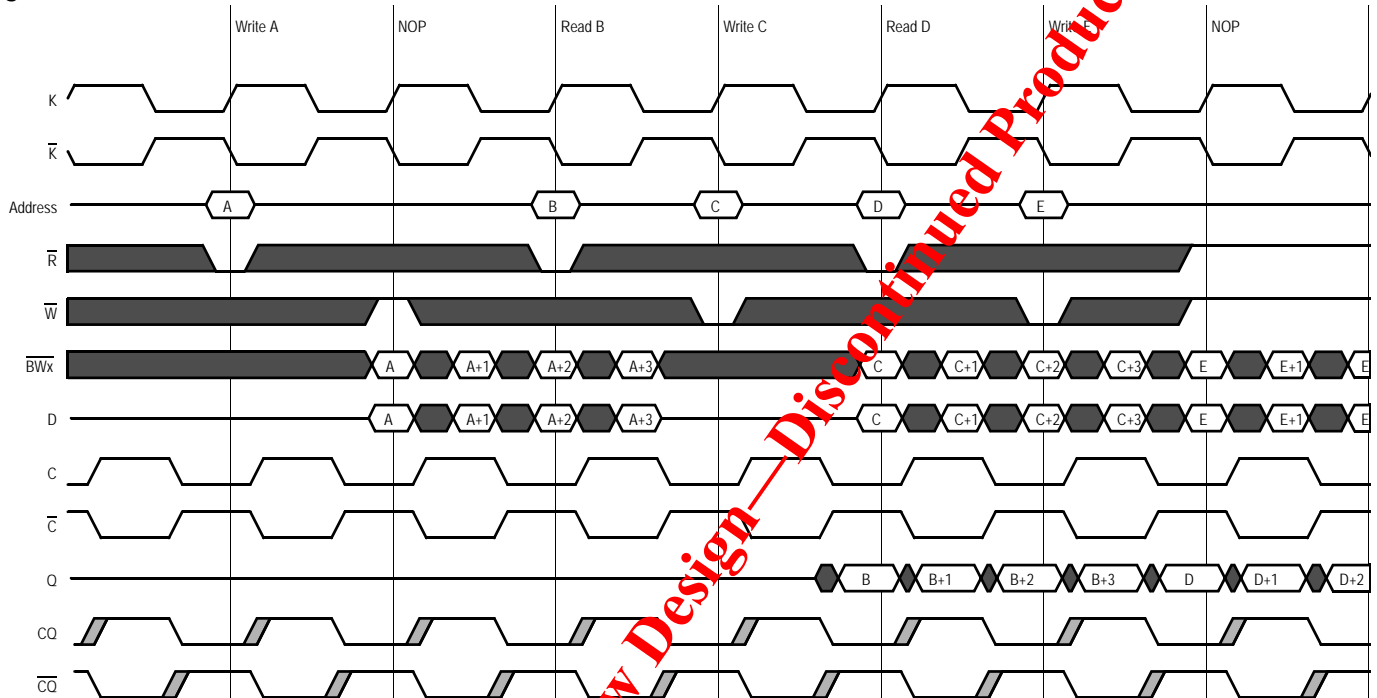 Write A NOP Read B Write C Read D Write E NOP
K
K
Address A B C D E
R
W
BWx A A+1 A+2 A+3 C C+1 C+2 C+3 E E+1 E
D A A+1 A+2 A+3 C C+1 C+2 C+3 E E+1 E
C
C
Q B B+1 B+2 B+3 D D+1 D+2
CQ
CQ
Design—Discontinued